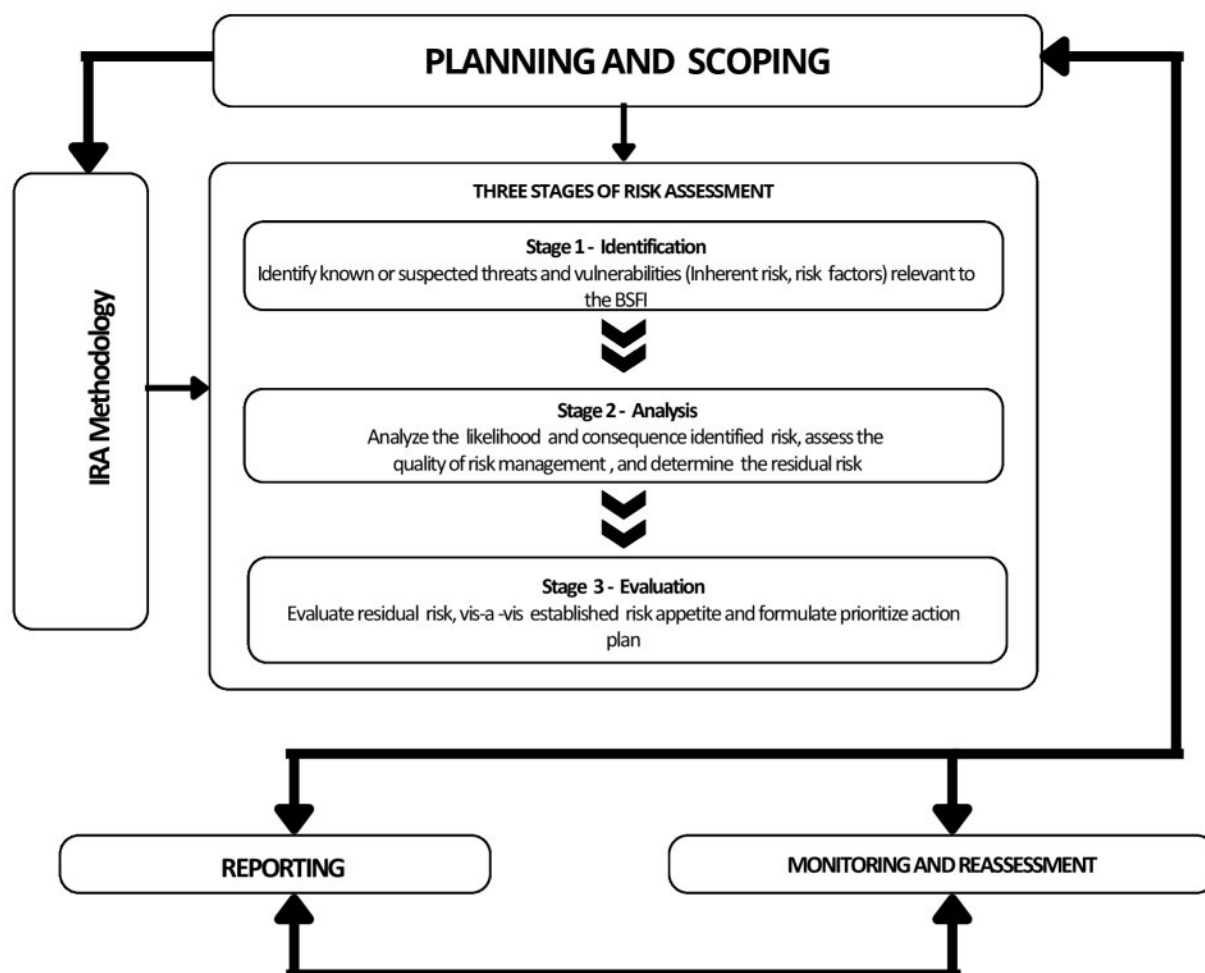 PLANNING AND SCOPING
IRA Methodology
THREE STAGES OF RISK ASSESSMENT
Stage 1 - Identification
Identify known or suspected threats and vulnerabilities (Inherent risk, risk factors) relevant to
the BSFI
Stage 2 - Analysis
Analyze the likelihood and consequence identified risk, assess the
quality of risk management , and determine the residual risk
Stage 3 - Evaluation
Evaluate residual risk, vis-a -vis established risk appetite and formulate prioritize action
plan
REPORTING
MONITORING AND REASSESSMENT